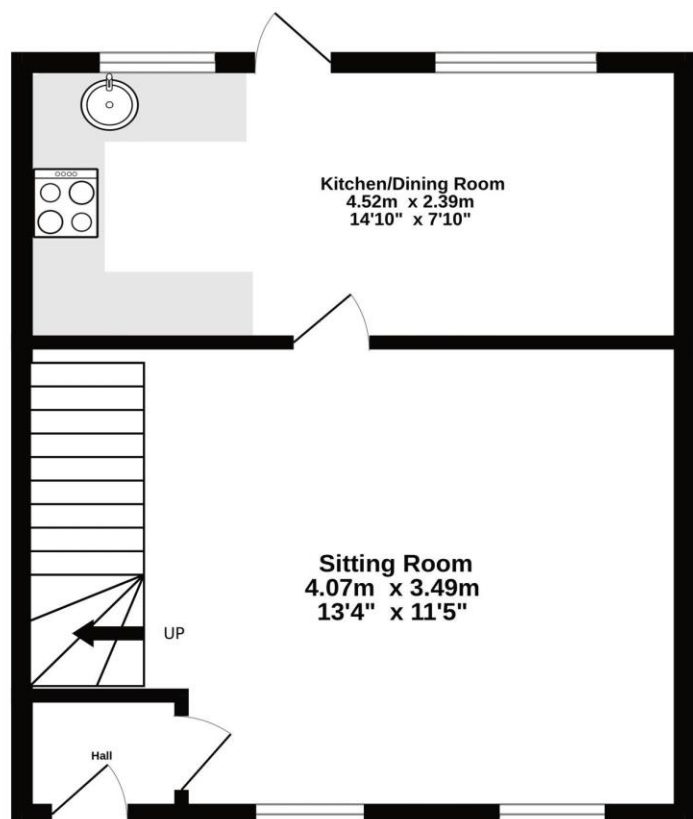 Kitchen/Dining Room
4.52m x 2.39m
14'10" x 7'10"
Sitting Room
4.07m x 3.49m
13'4" x 11'5"
UP
Hall